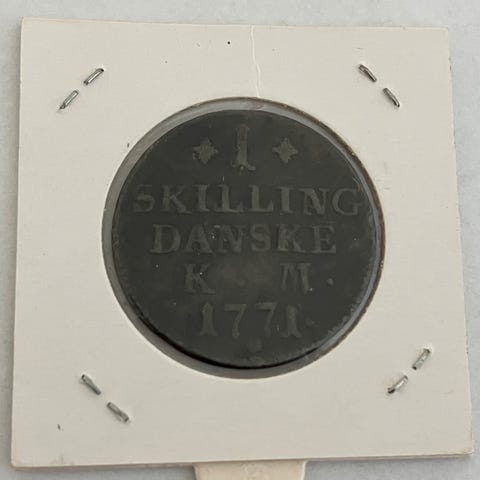 1
SKILLING
DANSKE
K M.
1771.